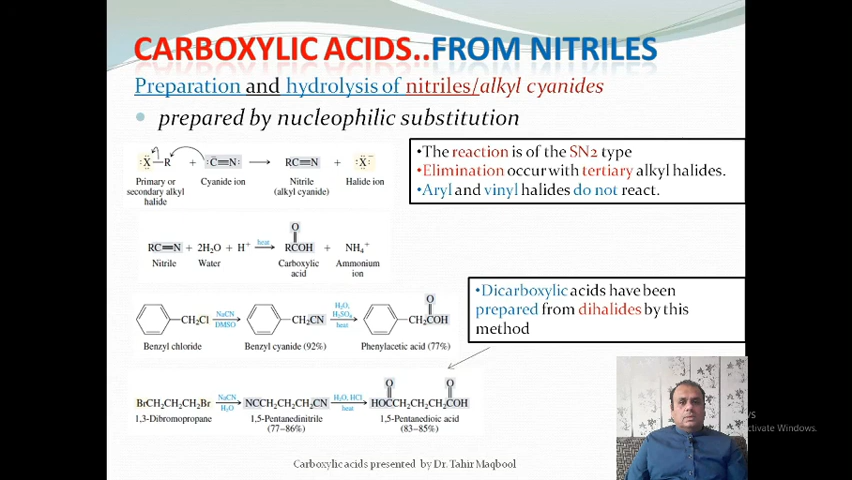 CARBOXYLIC ACIDS..FROM NITRILES
Preparation and hydrolysis of nitriles/alkyl cyanides
• prepared by nucleophilic substitution
:Ẍ—R + :C≡N: → RC≡N + :Ẍ:⁻
Primary or secondary alkyl halide
Cyanide ion
Nitrile (alkyl cyanide)
Halide ion
•The reaction is of the SN2 type
•Elimination occur with tertiary alkyl halides.
•Aryl and vinyl halides do not react.
O
RC≡N + 2H₂O + H⁺ heat → RCOH + NH₄⁺
Nitrile
Water
Carboxylic acid
Ammonium ion
•Dicarboxylic acids have been
prepared from dihalides by this
method
O
CH₂Cl NaCN DMSO → CH₂CN H₂O, H₂SO₄ heat → CH₂COH
Benzyl chloride
Benzyl cyanide (92%)
Phenylacetic acid (77%)
O O
BrCH₂CH₂CH₂Br NaCN H₂O → NCCH₂CH₂CH₂CN H₂O, HCl heat → HOCCH₂CH₂CH₂COH
1,3-Dibromopropane
1,5-Pentanedinitrile (77–86%)
1,5-Pentanedioic acid (83–85%)
Carboxylic acids presented by Dr. Tahir Maqbool
ctivate Windows.